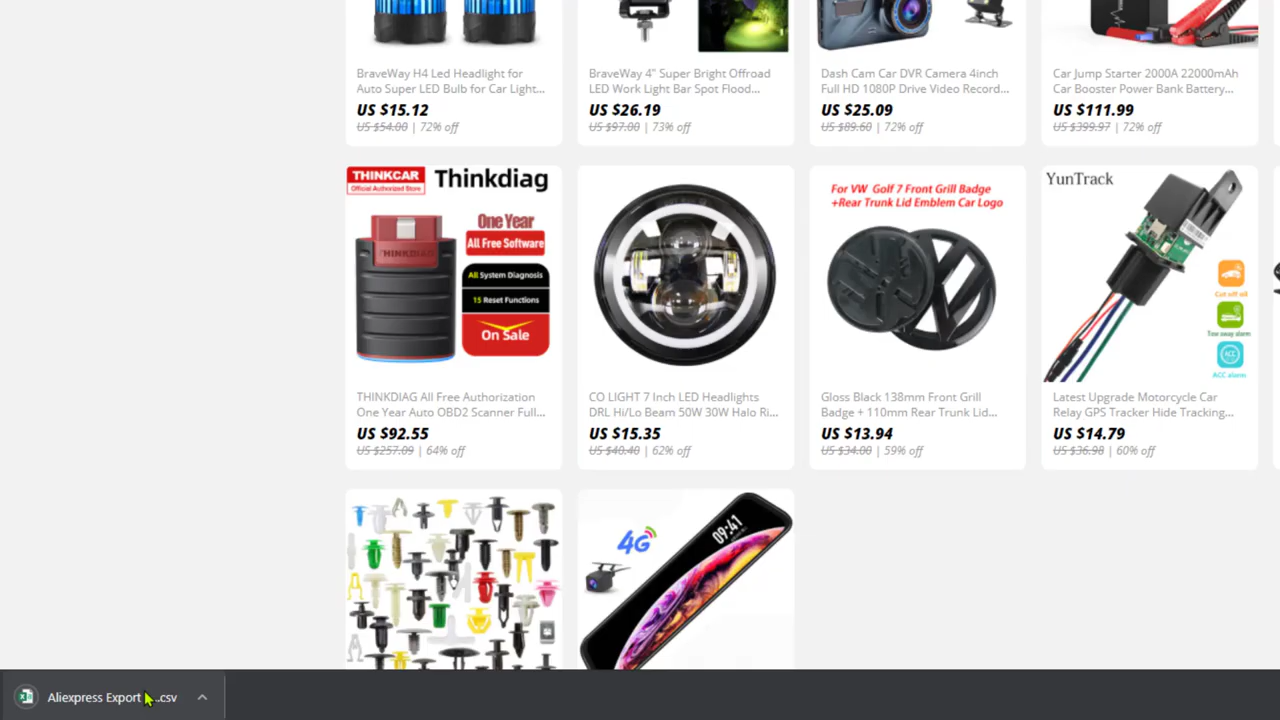 BraveWay H4 Led Headlight for
Auto Super LED Bulb for Car Light...
US $15.12
US $54.00 | 72% off
BraveWay 4" Super Bright Offroad
LED Work Light Bar Spot Flood...
US $26.19
US $97.00 | 73% off
Dash Cam Car DVR Camera 4inch
Full HD 1080P Drive Video Record...
US $25.09
US $89.60 | 72% off
Car Jump Starter 2000A 22000mAh
Car Booster Power Bank Battery...
US $111.99
US $399.97 | 72% off
THINKCAR
Official Authorized Store
Thinkdiag
One Year
All Free Software
THINKDIAG
All System Diagnosis
15 Reset Functions
On Sale
THINKDIAG All Free Authorization
One Year Auto OBD2 Scanner Full...
US $92.55
US $257.09 | 64% off
CO LIGHT 7 Inch LED Headlights
DRL Hi/Lo Beam 50W 30W Halo Ri...
US $15.35
US $40.40 | 62% off
For VW Golf 7 Front Grill Badge
+Rear Trunk Lid Emblem Car Logo
Gloss Black 138mm Front Grill
Badge + 110mm Rear Trunk Lid...
US $13.94
US $34.00 | 59% off
YunTrack
Cut off oil
Tow away alarm
ACC
ACC alarm
Latest Upgrade Motorcycle Car
Relay GPS Tracker Hide Tracking...
US $14.79
US $36.98 | 60% off
4G
09:41
Aliexpress Export ....csv